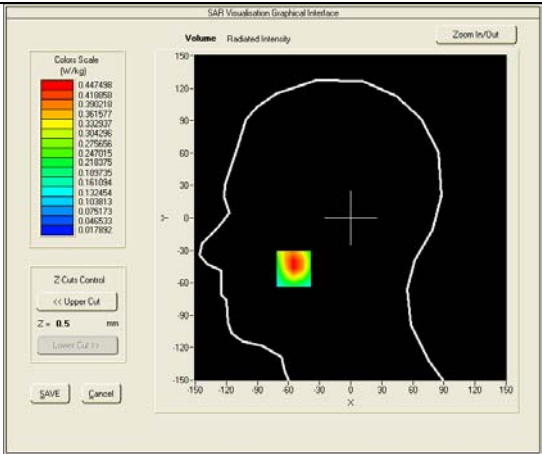 SAR Visualisation Graphical Interface
Volume Radiated Intensity
Zoom In/Out
Colors Scale
(W/kg)
0.447498
0.418858
0.390218
0.361577
0.332937
0.304296
0.275656
0.247015
0.218375
0.189735
0.161094
0.132454
0.103813
0.075173
0.046533
0.017892
Z Cuts Control
<< Upper Cut
Z = 0.5 mm
Lower Cut >>
SAVE Cancel
150
120
90
60
30
Y 0
-30
-60
-90
-120
-150
-150 -120 -90 -60 -30 0 30 60 90 120 150
X